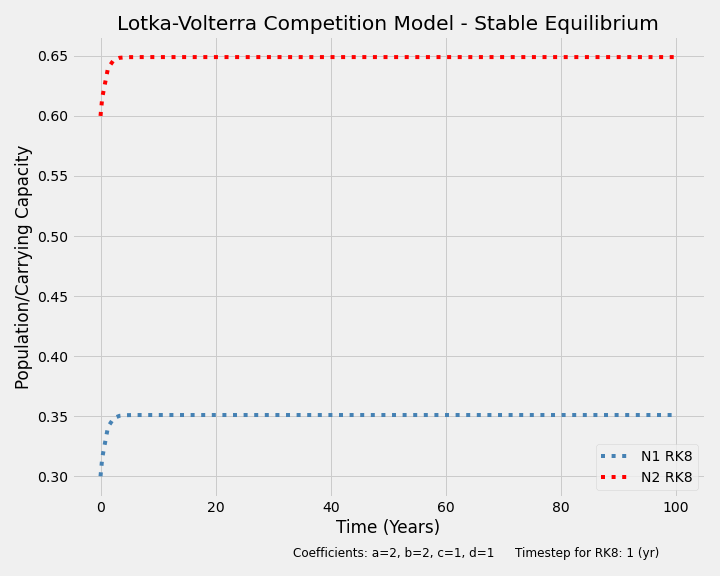 Lotka-Volterra Competition Model - Stable Equilibrium
Population/Carrying Capacity
0.65
0.60
0.55
0.50
0.45
0.40
0.35
0.30
N1 RK8
N2 RK8
0 20 40 60 80 100
Time (Years)
Coefficients: a=2, b=2, c=1, d=1 Timestep for RK8: 1 (yr)